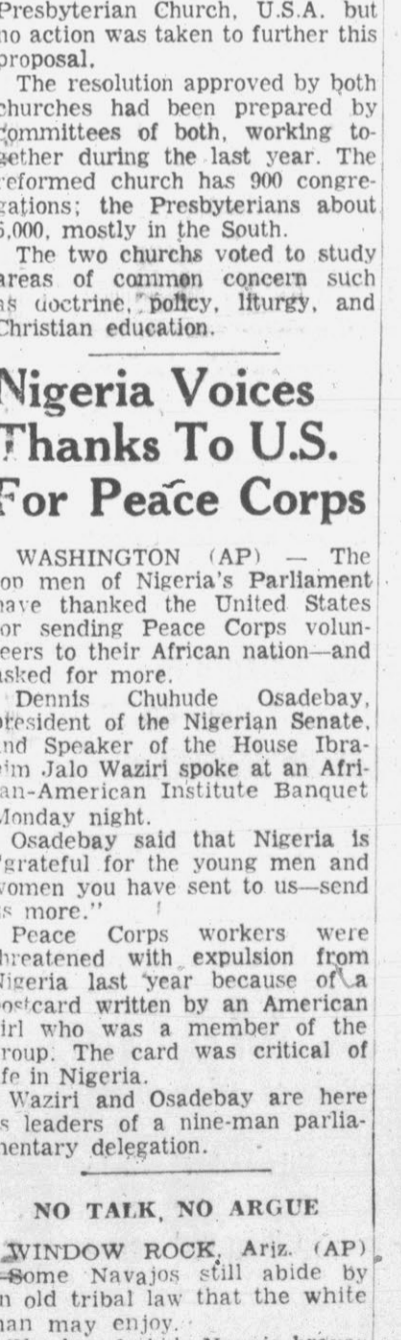 Presbyterian Church, U.S.A. but
no action was taken to further this
proposal.
The resolution approved by both
churches had been prepared by
committees of both, working to-
gether during the last year. The
reformed church has 900 congre-
gations; the Presbyterians about
,000, mostly in the South.
The two churchs voted to study
areas of common concern such
as doctrine, policy, liturgy, and
Christian education.
Nigeria Voices
Thanks To U.S.
For Peace Corps
WASHINGTON (AP) — The
top men of Nigeria's Parliament
have thanked the United States
for sending Peace Corps volun-
teers to their African nation—and
asked for more.
Dennis Chuhude Osadebay,
president of the Nigerian Senate,
and Speaker of the House Ibra-
him Jalo Waziri spoke at an Afri-
can-American Institute Banquet
Monday night.
Osadebay said that Nigeria is
"grateful for the young men and
women you have sent to us—send
us more."
Peace Corps workers were
threatened with expulsion from
Nigeria last year because of a
postcard written by an American
girl who was a member of the
group. The card was critical of
life in Nigeria.
Waziri and Osadebay are here
as leaders of a nine-man parlia-
mentary delegation.
NO TALK, NO ARGUE
WINDOW ROCK, Ariz. (AP)
—Some Navajos still abide by
an old tribal law that the white
man may enjoy.